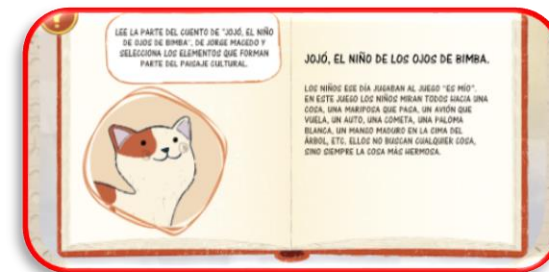 LEE LA PARTE DEL CUENTO DE "JOJÓ, EL NIÑO
DE OJOS DE BIMBA", DE JORGE MACEDO Y
SELECCIONA LOS ELEMENTOS QUE FORMAN
PARTE DEL PAISAJE CULTURAL.
JOJÓ, EL NIÑO DE LOS OJOS DE BIMBA.
LOS NIÑOS ESE DÍA JUGABAN AL JUEGO "ES MÍO".
EN ESTE JUEGO LOS NIÑOS MIRAN TODOS HACIA UNA
COSA, UNA MARIPOSA QUE PASA, UN AVIÓN QUE
VUELA, UN AUTO, UNA COMETA, UNA PALOMA
BLANCA, UN MANGO MADURO EN LA CIMA DEL
ÁRBOL, ETC, ELLOS NO BUSCAN CUALQUIER COSA,
SINO SIEMPRE LA COSA MÁS HERMOSA.